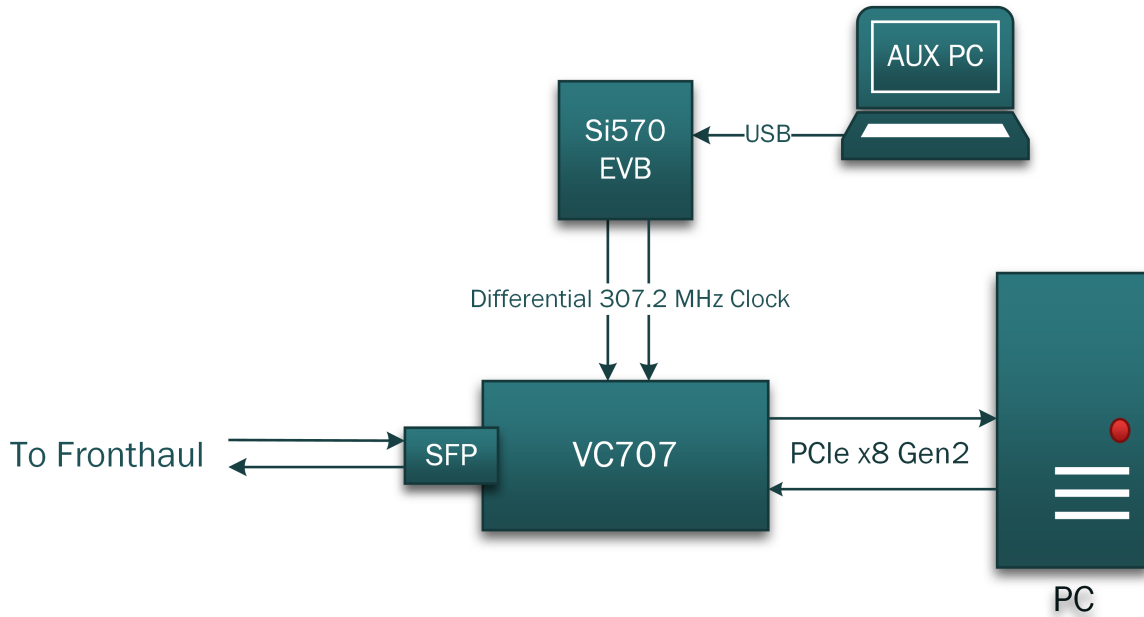 AUX PC
Si570
EVB
USB
Differential 307.2 MHz Clock
To Fronthaul
SFP
VC707
PCIe x8 Gen2
PC